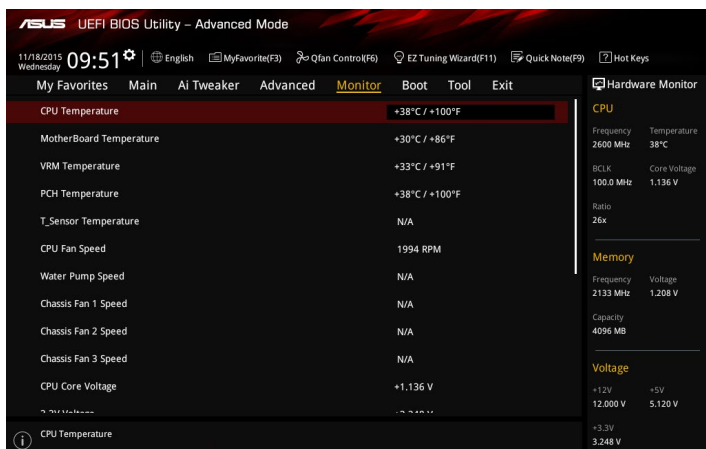 ASUS UEFI BIOS Utility – Advanced Mode
11/18/2015 Wednesday 09:51 English MyFavorite(F3) Qfan Control(F6) EZ Tuning Wizard(F11) Quick Note(F9) ? Hot Keys
My Favorites Main Ai Tweaker Advanced Monitor Boot Tool Exit
CPU Temperature +38°C / +100°F
MotherBoard Temperature +30°C / +86°F
VRM Temperature +33°C / +91°F
PCH Temperature +38°C / +100°F
T_Sensor Temperature N/A
CPU Fan Speed 1994 RPM
Water Pump Speed N/A
Chassis Fan 1 Speed N/A
Chassis Fan 2 Speed N/A
Chassis Fan 3 Speed N/A
CPU Core Voltage +1.136 V
3.3V Voltage
CPU Temperature
Hardware Monitor
CPU
Frequency Temperature
2600 MHz 38°C
BCLK Core Voltage
100.0 MHz 1.136 V
Ratio
26x
Memory
Frequency Voltage
2133 MHz 1.208 V
Capacity
4096 MB
Voltage
+12V +5V
12.000 V 5.120 V
+3.3V
3.248 V